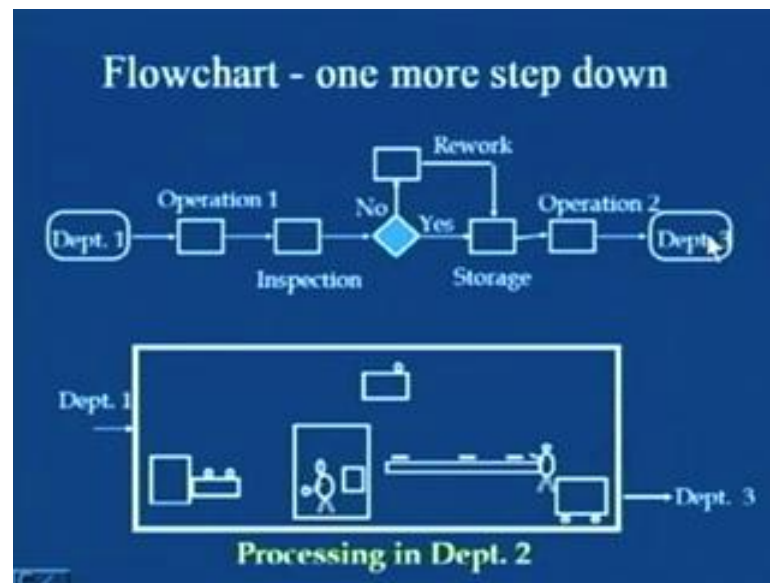 Flowchart - one more step down
Rework
Operation 1
No
Yes
Operation 2
Dept. 1
Dept. 3
Inspection
Storage
Dept. 1
Dept. 3
Processing in Dept. 2